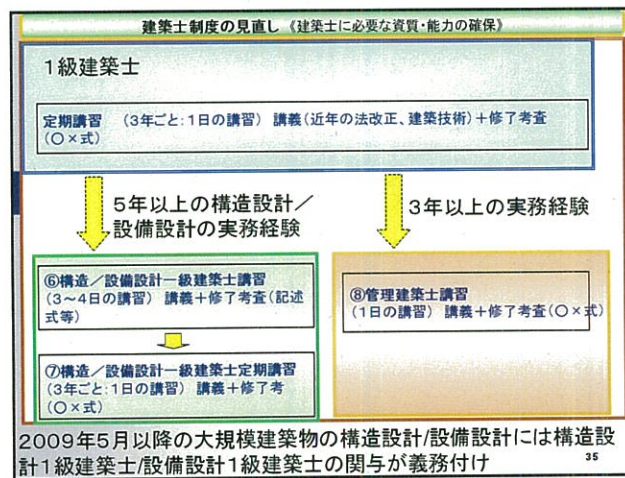 建築士制度の見直し 《建築士に必要な資質・能力の確保》
1級建築士
定期講習 (3年ごと:1日の講習) 講義(近年の法改正、建築技術)+修了考査
(〇×式)
5年以上の構造設計/
設備設計の実務経験
3年以上の実務経験
⑥構造/設備設計一級建築士講習
(3~4日の講習) 講義+修了考査(記述
式等)
⑦構造/設備設計一級建築士定期講習
(3年ごと:1日の講習) 講義+修了考
(〇×式)
⑧管理建築士講習
(1日の講習) 講義+修了考査(〇×式)
2009年5月以降の大規模建築物の構造設計/設備設計には構造設
計1級建築士/設備設計1級建築士の関与が義務付け
35